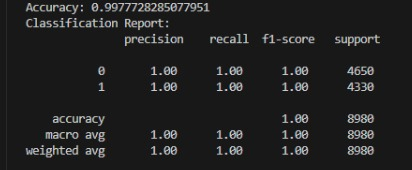 Accuracy: 0.9977728285077951
Classification Report:
precision recall f1-score support
0 1.00 1.00 1.00 4650
1 1.00 1.00 1.00 4330
accuracy 1.00 8980
macro avg 1.00 1.00 1.00 8980
weighted avg 1.00 1.00 1.00 8980